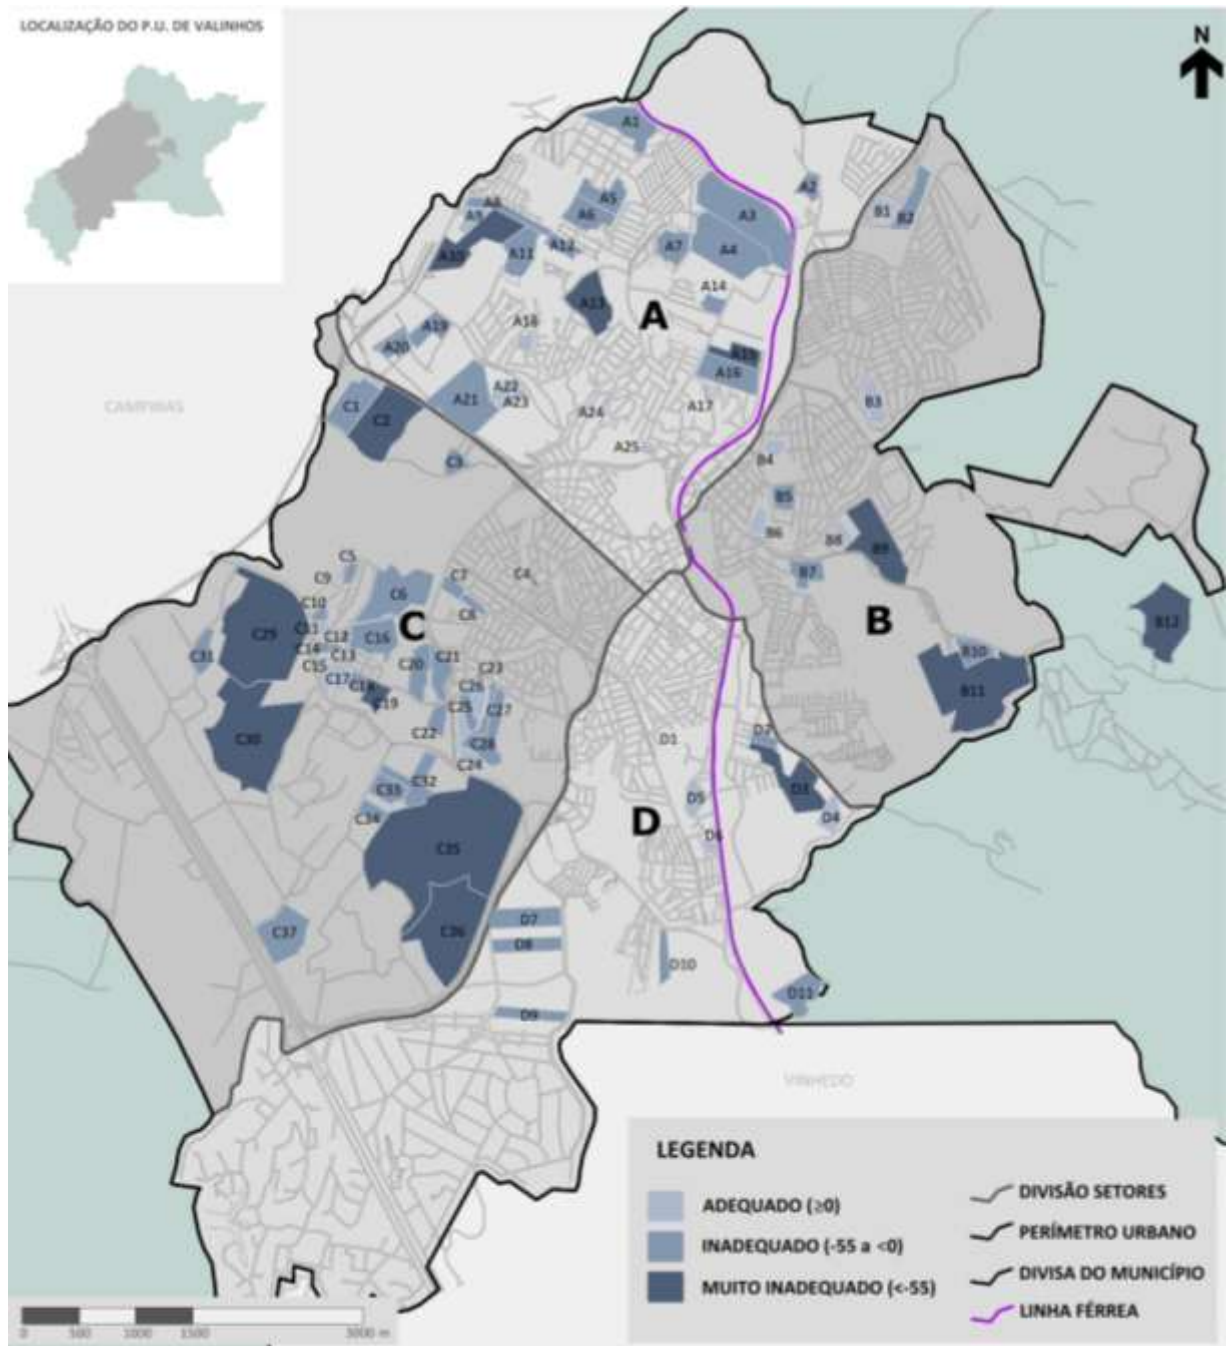 LOCALIZAÇÃO DO P.U. DE VALINHOS
N
A1
A2
A8
A5
A9
A6
A3
B1
B2
A7
A4
A12
A10
A11
A14
A13
A
A18
A19
A20
A15
A16
A22
A21
A23
A17
CAMPINAS
C1
C2
A24
B3
A25
C3
B4
B5
B6
B8
B9
C5
C9
C7
C4
B7
C6
C10
C8
B12
C11
C
B
C29
C12
C16
C14
C13
C31
C15
C20
C21
C23
B10
C17
C18
C26
B11
C19
C25
C27
C22
C30
C28
D1
D2
C24
C32
C33
D3
D5
C34
D
D4
D6
C35
C37
C36
D7
D8
D10
D11
D9
VINHEDO
LEGENDA
ADEQUADO (≥0)
INADEQUADO (-55 a <0)
MUITO INADEQUADO (<-55)
DIVISÃO SETORES
PERÍMETRO URBANO
DIVISA DO MUNICÍPIO
LINHA FÉRREA
0 500 1000 1500 3000 m